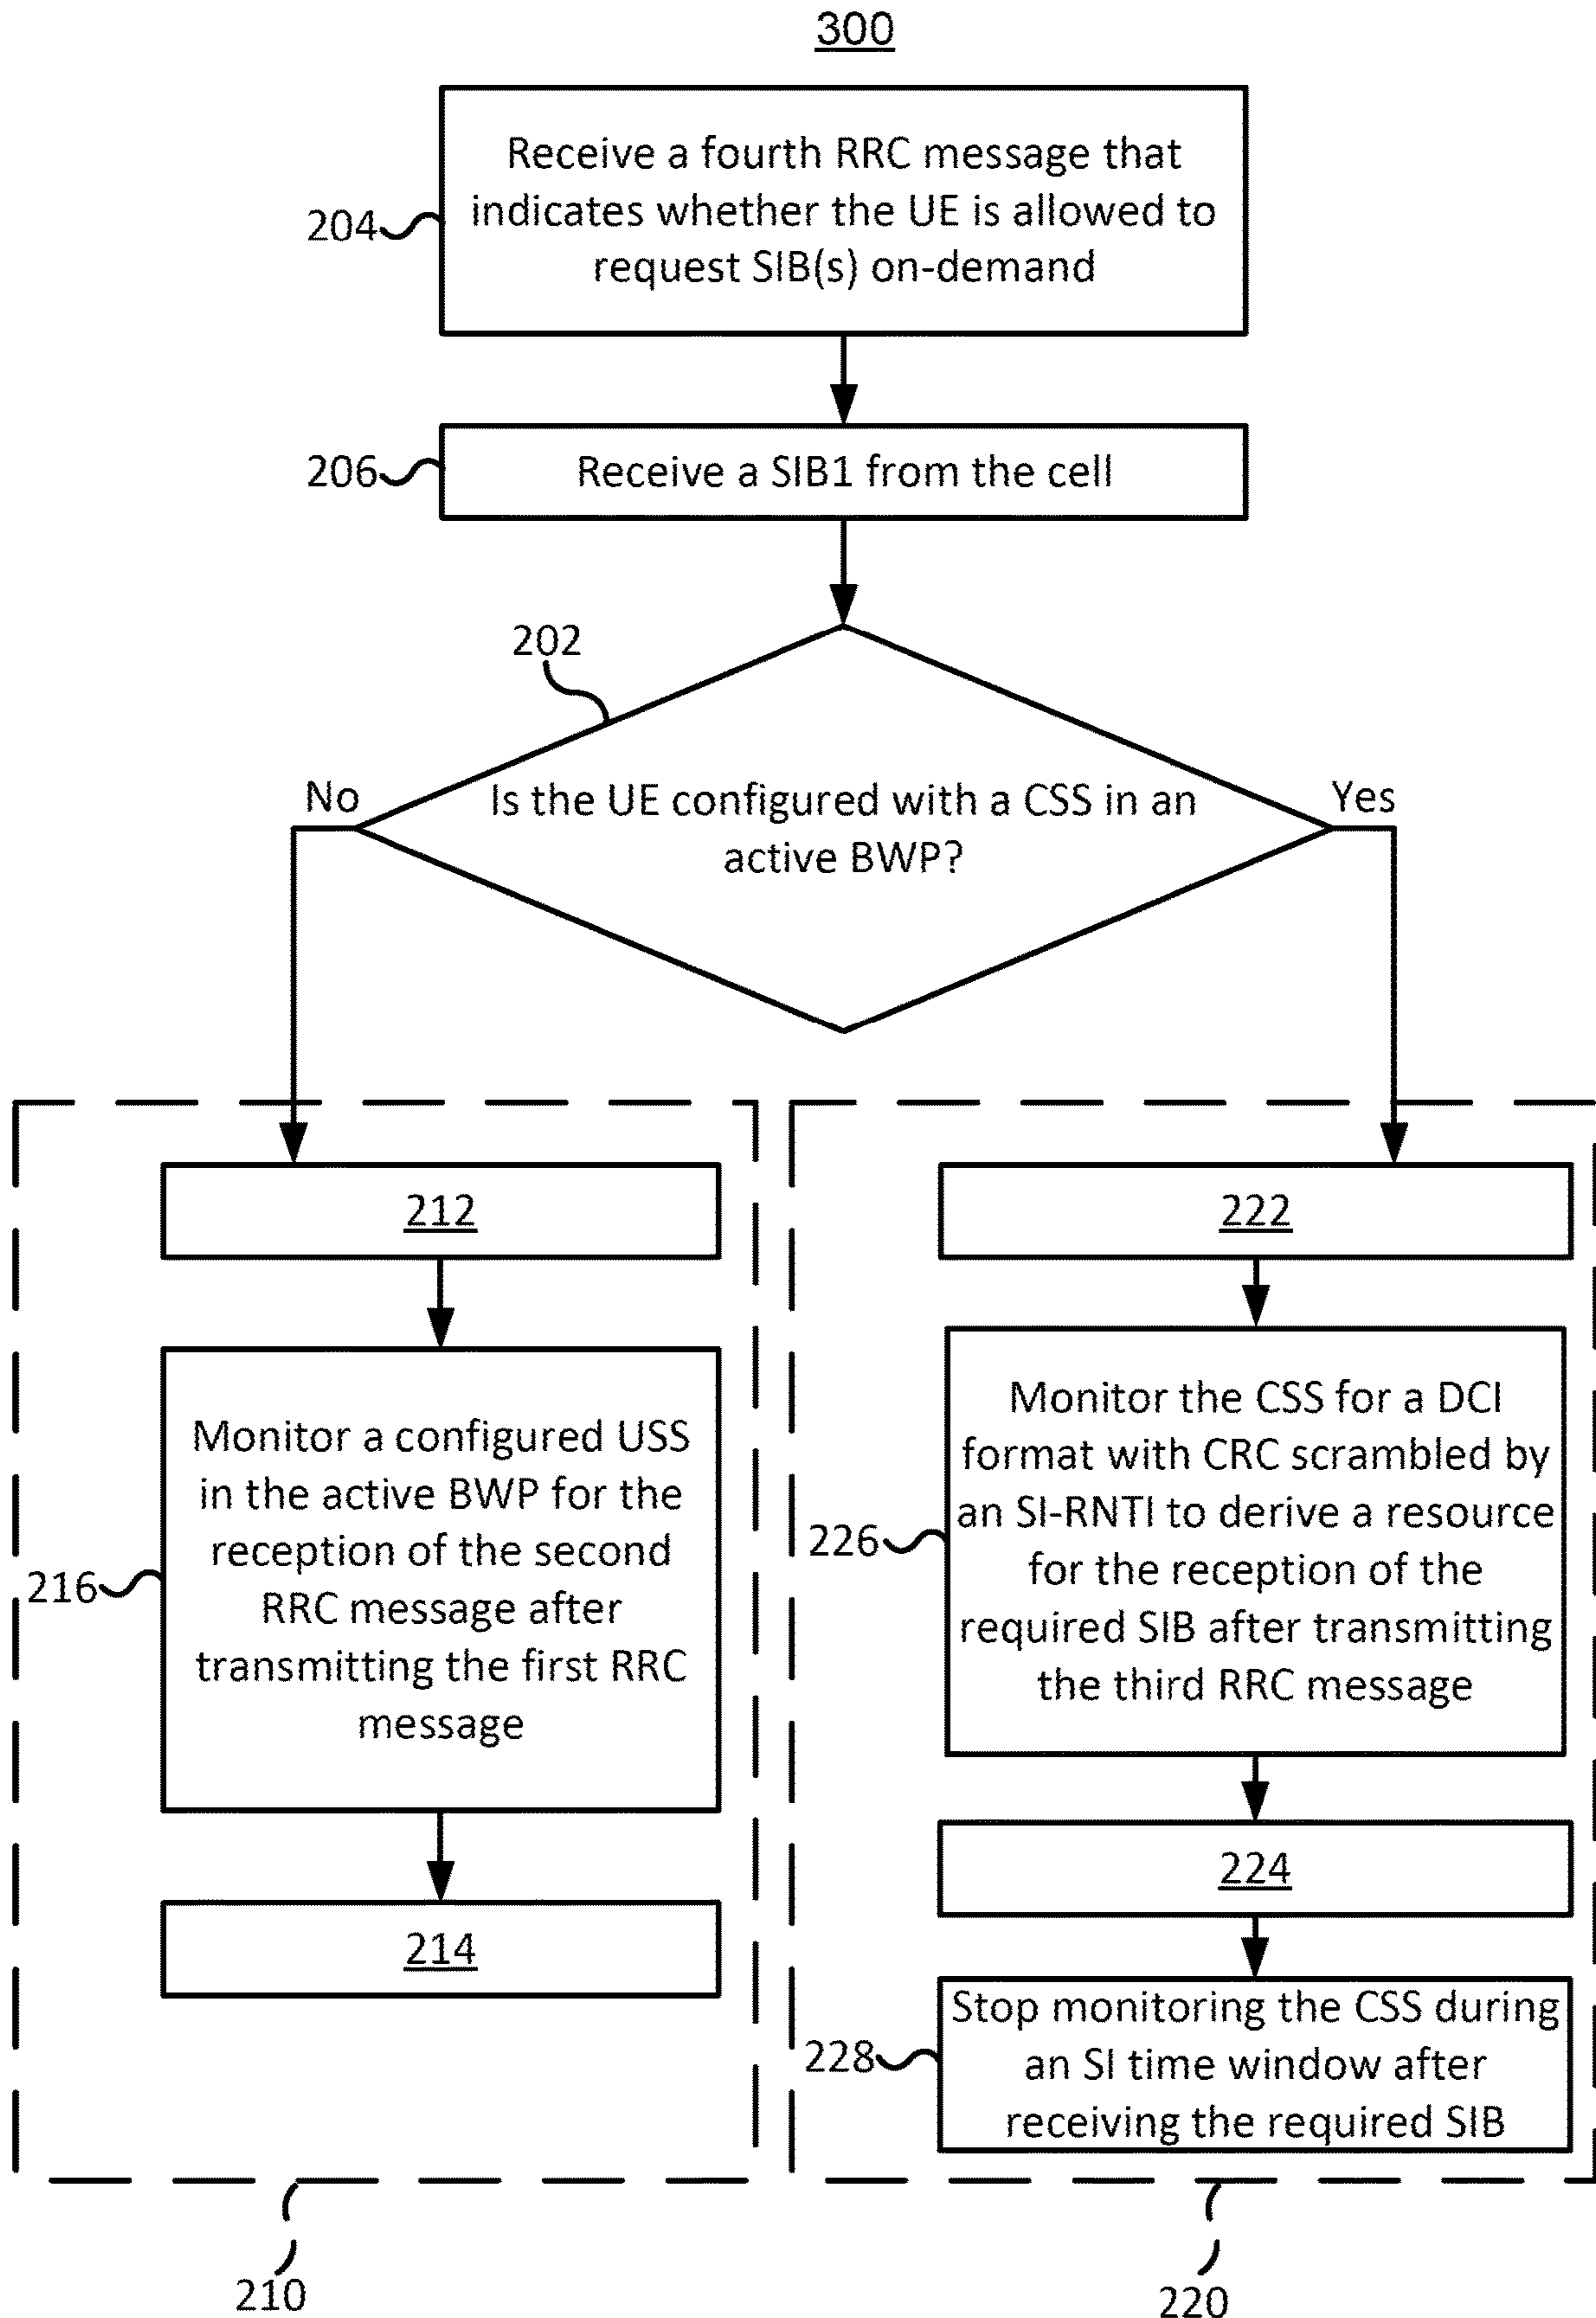 300
Receive a fourth RRC message that
indicates whether the UE is allowed to
request SIB(s) on-demand
204
206
Receive a SIB1 from the cell
202
No
Is the UE configured with a CSS in an
active BWP?
Yes
212
Monitor a configured USS
in the active BWP for the
reception of the second
RRC message after
transmitting the first RRC
message
216
214
210
222
Monitor the CSS for a DCI
format with CRC scrambled by
an SI-RNTI to derive a resource
for the reception of the
required SIB after transmitting
the third RRC message
226
224
Stop monitoring the CSS during
an SI time window after
receiving the required SIB
228
220